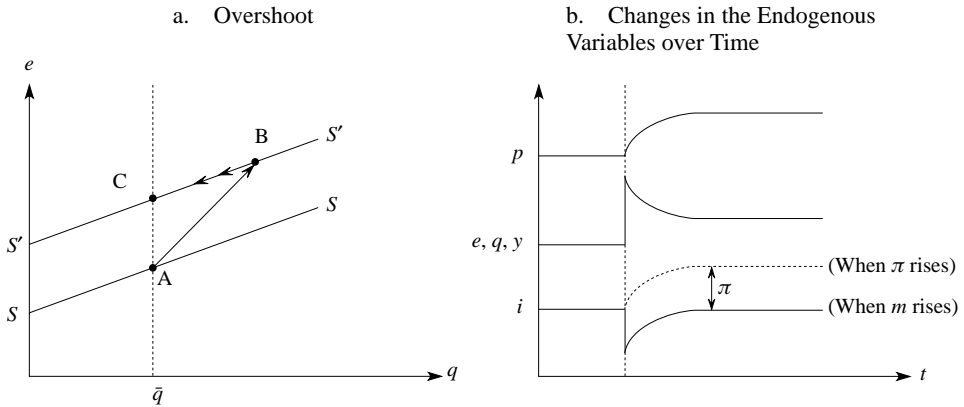 a. Overshoot
e
S′
B
C
S
S′
A
S
q
q̄
b. Changes in the Endogenous
Variables over Time
p
e, q, y
(When π rises)
π
i
(When m rises)
t